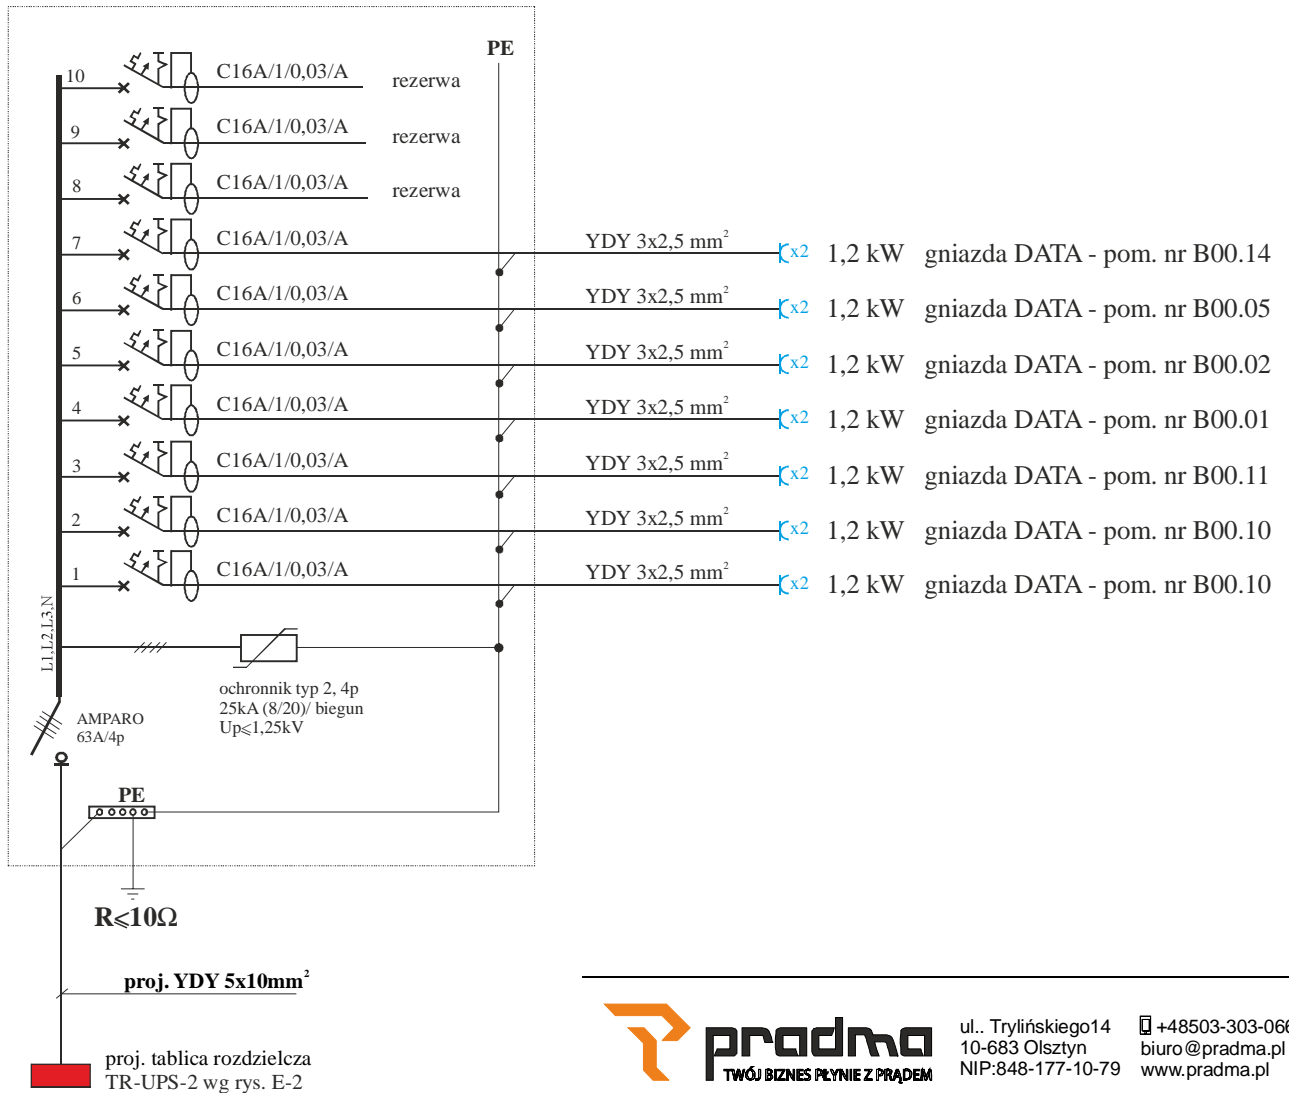 PE
10 C16A/1/0,03/A rezerwa
9 C16A/1/0,03/A rezerwa
8 C16A/1/0,03/A rezerwa
7 C16A/1/0,03/A YDY 3x2,5 mm² x2 1,2 kW gniazda DATA - pom. nr B00.14
6 C16A/1/0,03/A YDY 3x2,5 mm² x2 1,2 kW gniazda DATA - pom. nr B00.05
5 C16A/1/0,03/A YDY 3x2,5 mm² x2 1,2 kW gniazda DATA - pom. nr B00.02
4 C16A/1/0,03/A YDY 3x2,5 mm² x2 1,2 kW gniazda DATA - pom. nr B00.01
3 C16A/1/0,03/A YDY 3x2,5 mm² x2 1,2 kW gniazda DATA - pom. nr B00.11
2 C16A/1/0,03/A YDY 3x2,5 mm² x2 1,2 kW gniazda DATA - pom. nr B00.10
1 C16A/1/0,03/A YDY 3x2,5 mm² x2 1,2 kW gniazda DATA - pom. nr B00.10
L1,L2,L3,N
ochronnik typ 2, 4p
25kA (8/20)/ biegun
Up⩽1,25kV
AMPARO
63A/4p
PE
R⩽10Ω
proj. YDY 5x10mm²
proj. tablica rozdzielcza
TR-UPS-2 wg rys. E-2
pradma
TWÓJ BIZNES PŁYNIE Z PRĄDEM
ul.. Trylińskiego14
10-683 Olsztyn
NIP:848-177-10-79
+48503-303-066
biuro@pradma.pl
www.pradma.pl